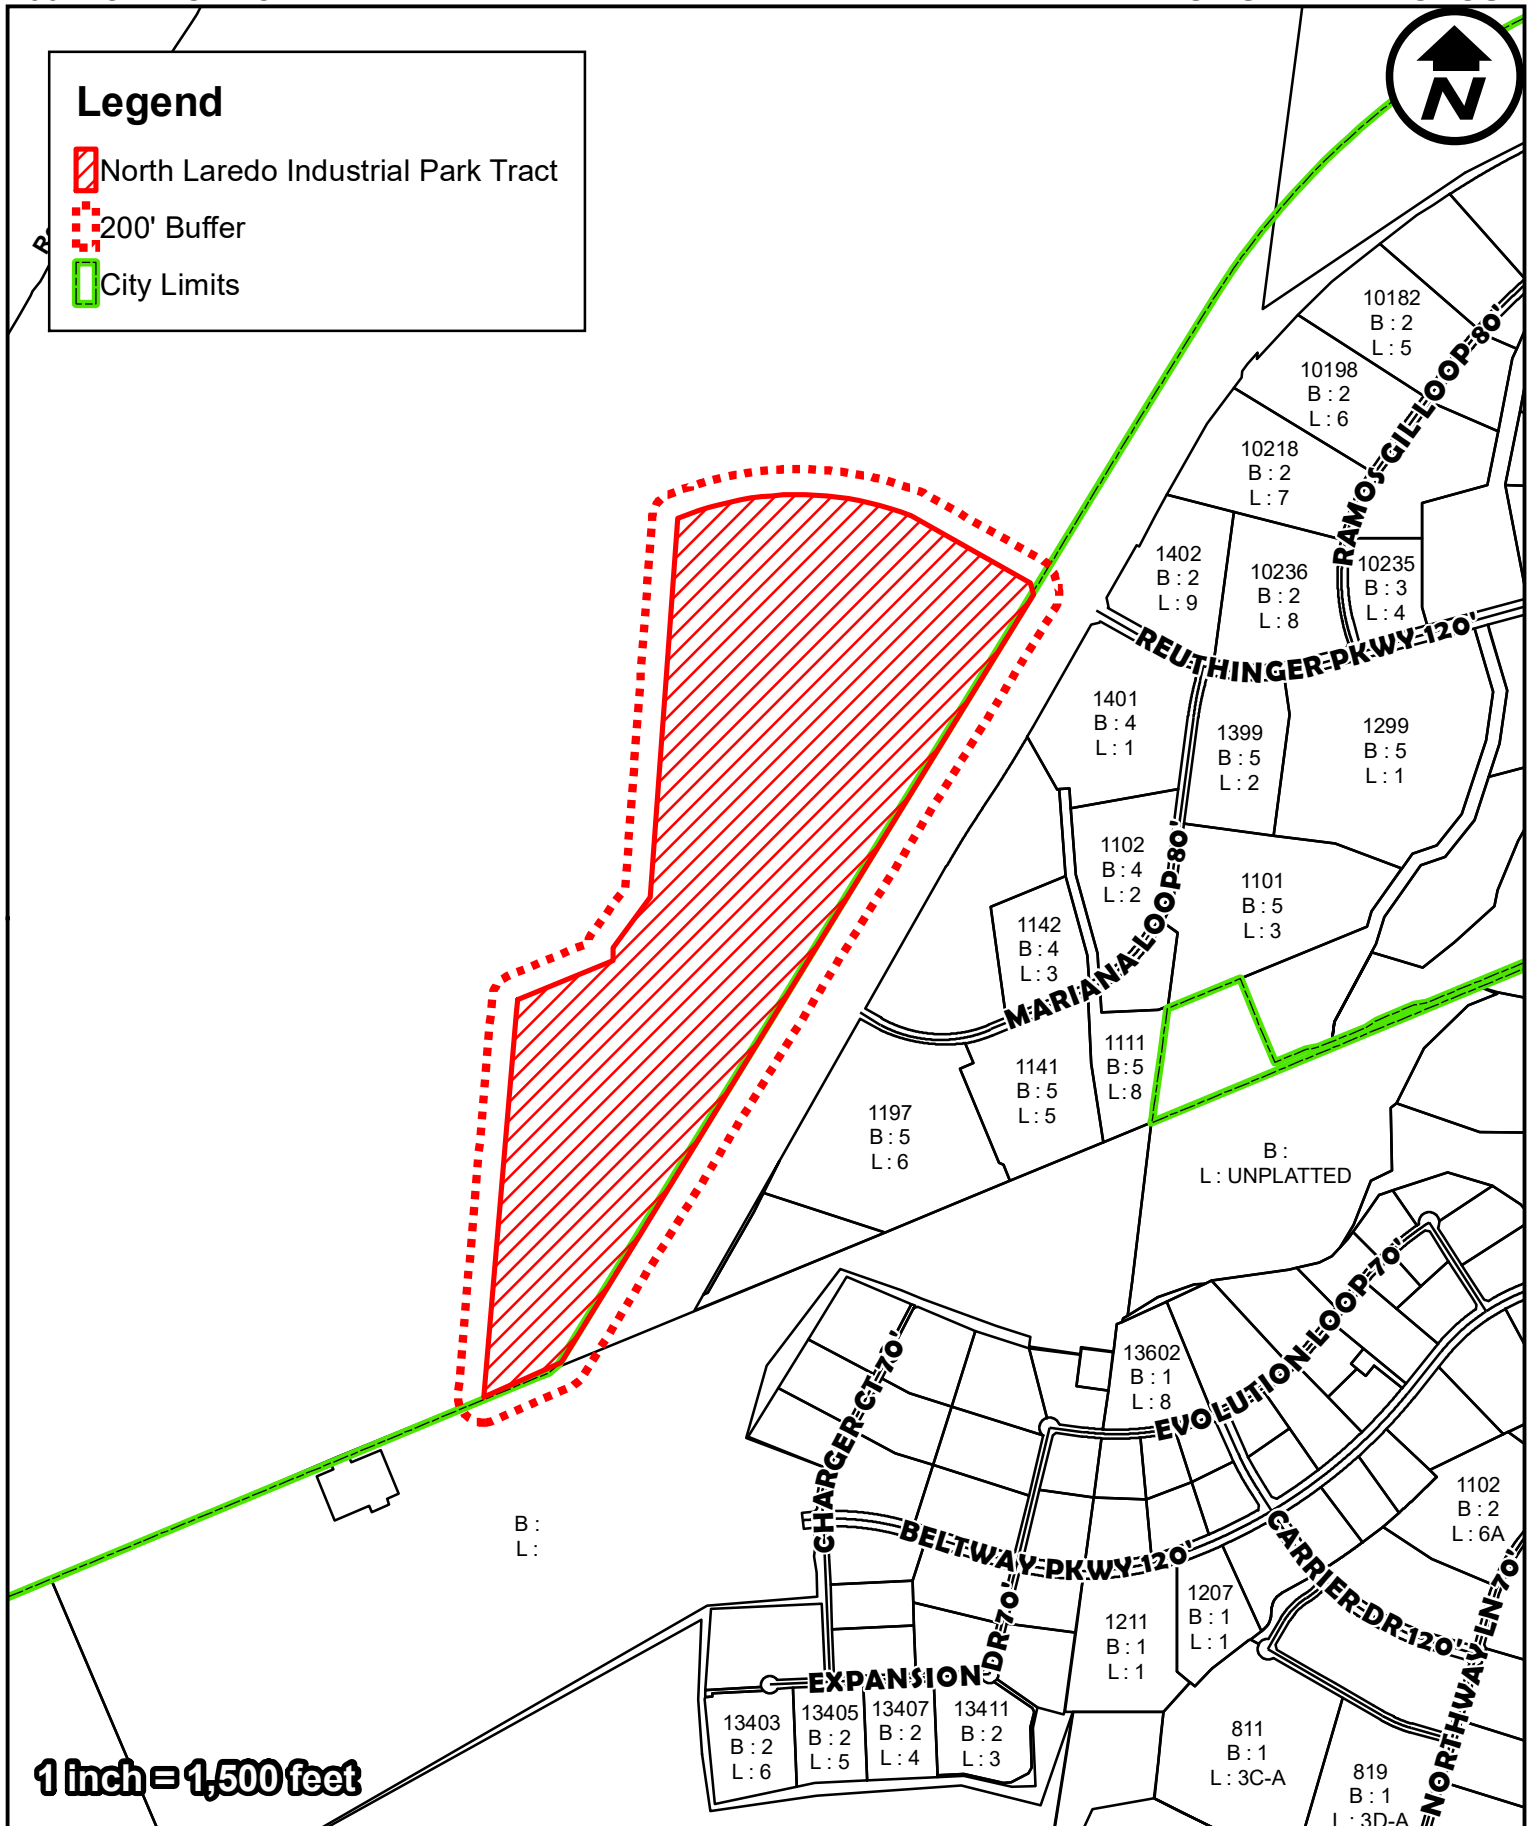 N
Legend
North Laredo Industrial Park Tract
200' Buffer
City Limits
10182
B : 2
L : 5
10198
B : 2
L : 6
RAMOS GIL LOOP 80'
10218
B : 2
L : 7
1402
B : 2
L : 9
10236
B : 2
L : 8
10235
B : 3
L : 4
REUTHINGER PKWY 120'
1401
B : 4
L : 1
1399
B : 5
L : 2
1299
B : 5
L : 1
1102
B : 4
L : 2
1101
B : 5
L : 3
1142
B : 4
L : 3
MARIANA LOOP 80'
1111
B : 5
L : 8
1141
B : 5
L : 5
1197
B : 5
L : 6
B :
L : UNPLATTED
EVOLUTION LOOP 70'
13602
B : 1
L : 8
CHARGER CT 70'
1102
B : 2
L : 6A
B :
L :
BELTWAY PKWY 120'
CARRIER DR 120'
1207
B : 1
L : 1
1211
B : 1
L : 1
EXPANSION DR 70'
NORTHWAY LN 70'
13403
B : 2
L : 6
13405
B : 2
L : 5
13407
B : 2
L : 4
13411
B : 2
L : 3
811
B : 1
L : 3C-A
819
B : 1
L : 3D-A
1 inch = 1,500 feet